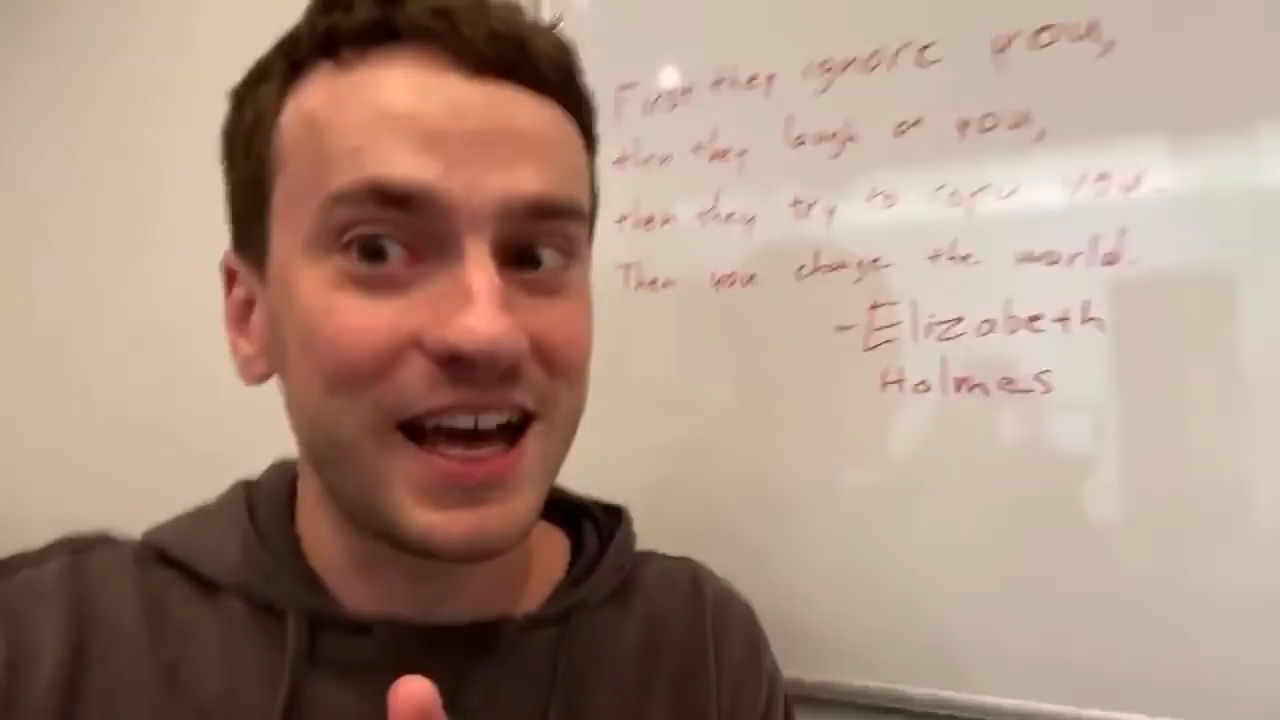 First they ignore you,
then they laugh at you,
then they try to copy you.
Then you change the world.
-Elizabeth
Holmes